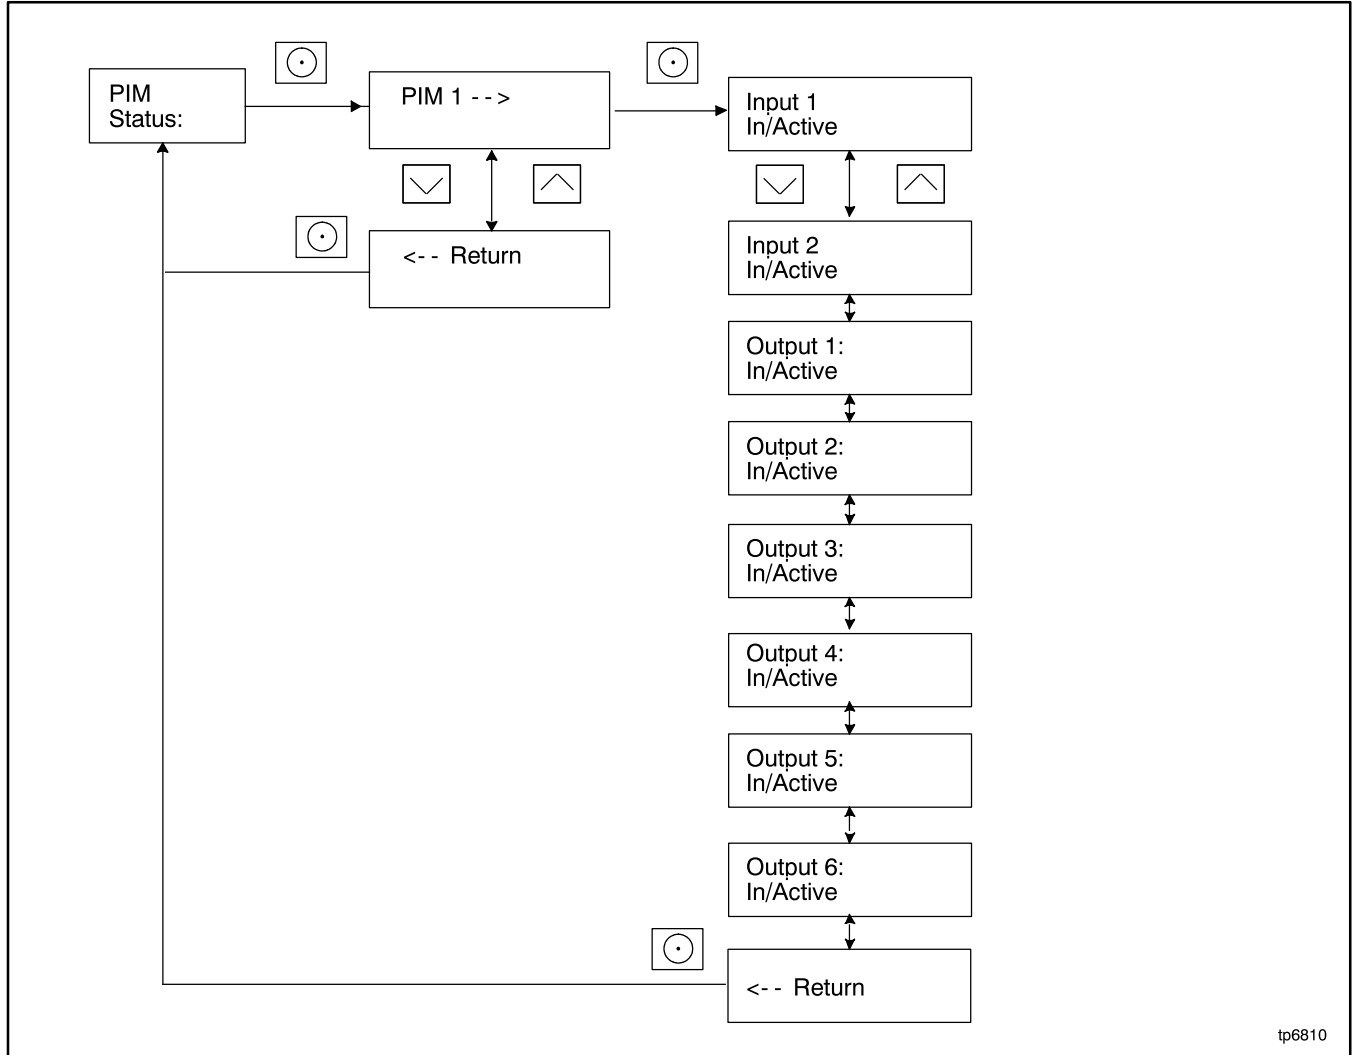 PIM
Status:
PIM 1 - - >
Input 1
In/Active
<- - Return
Input 2
In/Active
Output 1:
In/Active
Output 2:
In/Active
Output 3:
In/Active
Output 4:
In/Active
Output 5:
In/Active
Output 6:
In/Active
<- - Return
tp6810